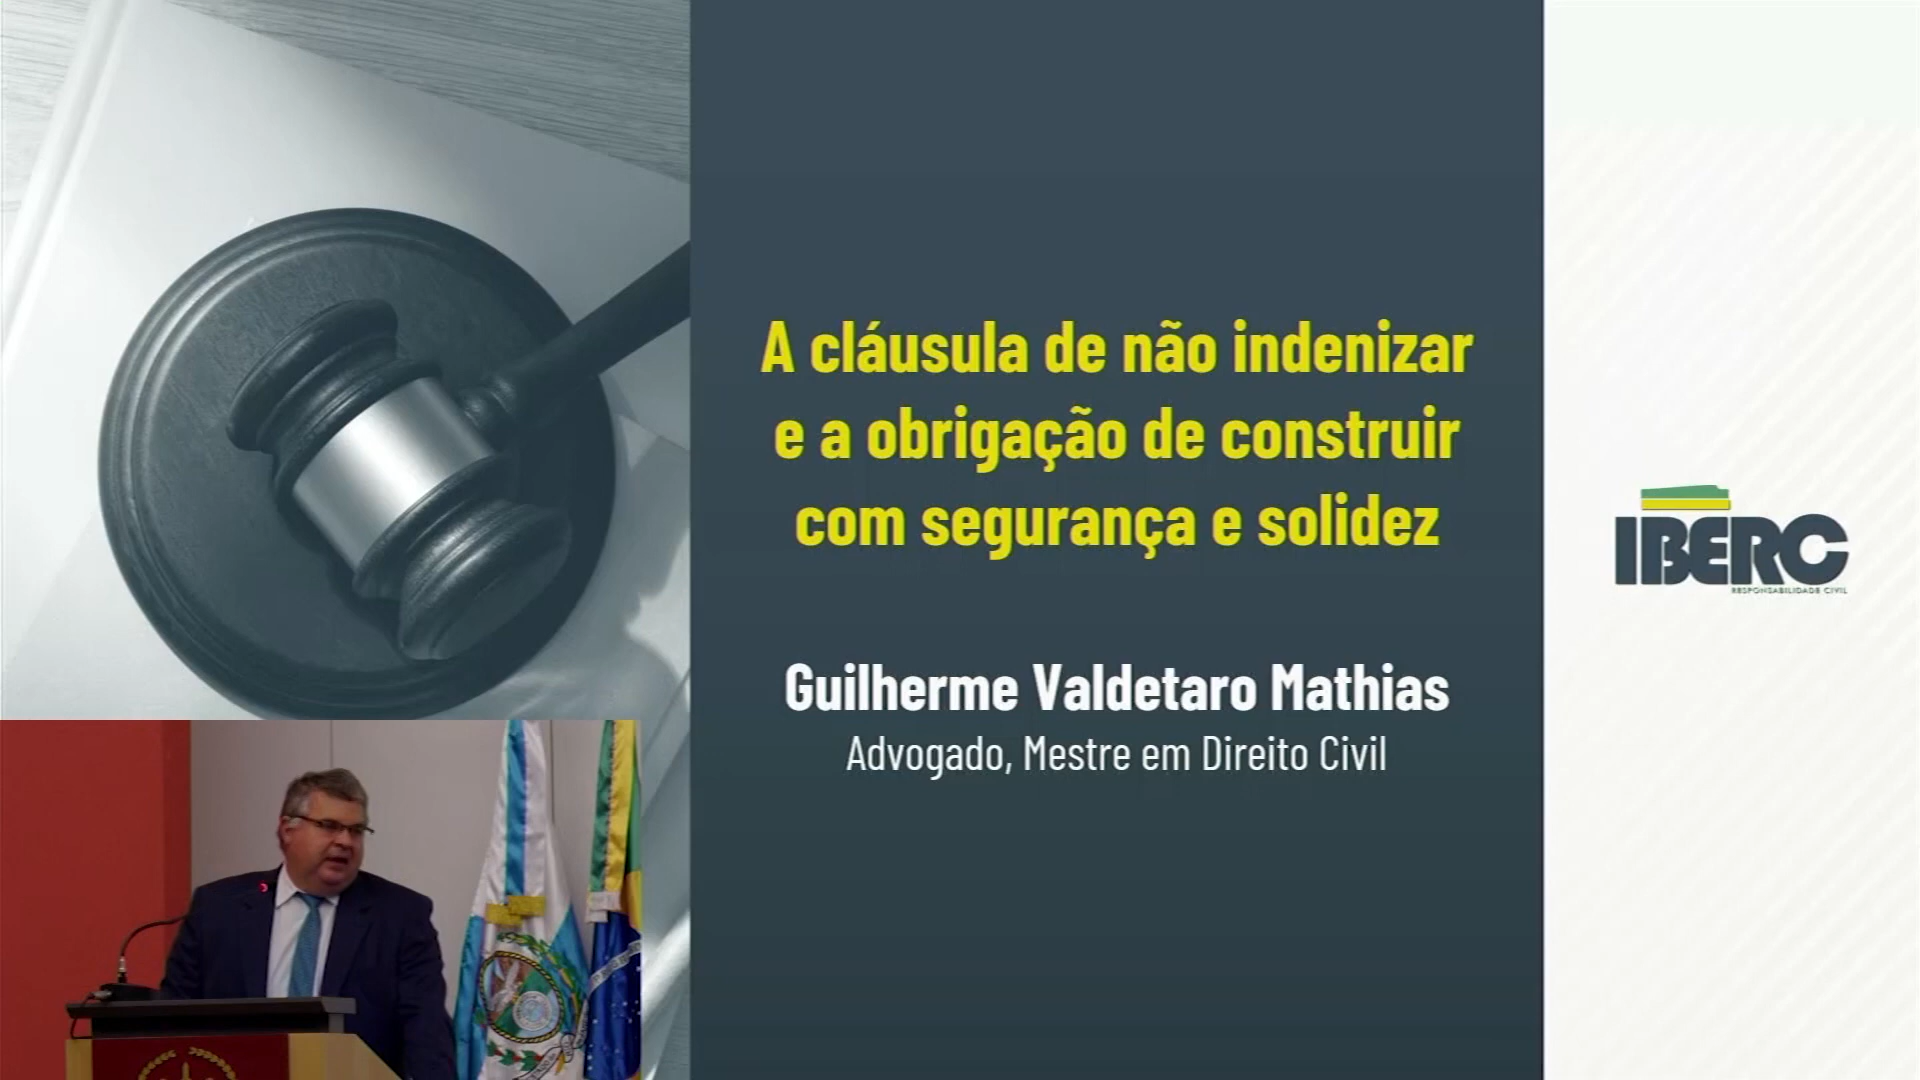 A cláusula de não indenizar
e a obrigação de construir
com segurança e solidez
Guilherme Valdetaro Mathias
Advogado, Mestre em Direito Civil
IBERC
RESPONSABILIDADE CIVIL